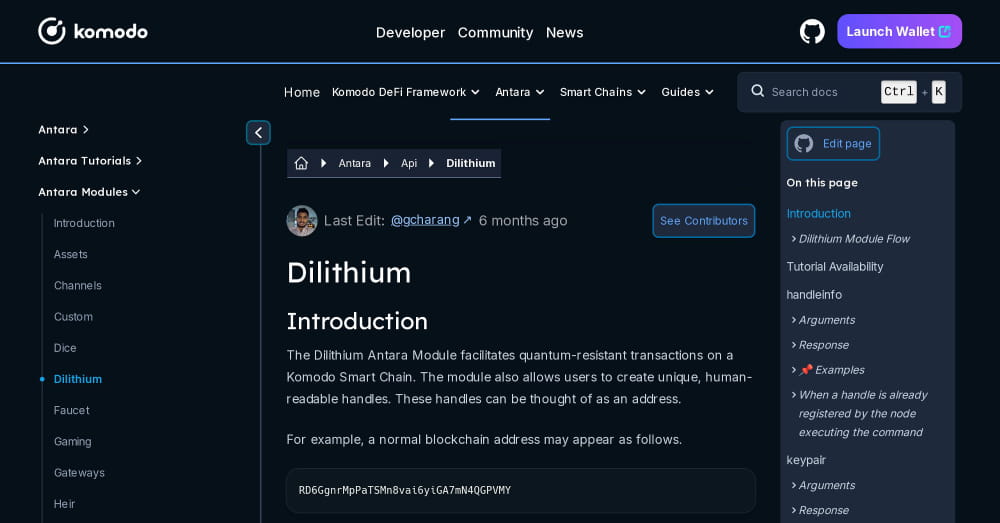 komodo
Developer Community News
Launch Wallet
Home Komodo DeFi Framework Antara Smart Chains Guides
Search docs Ctrl + K
Antara
Antara Tutorials
Antara Modules
Introduction
Assets
Channels
Custom
Dice
Dilithium
Faucet
Gaming
Gateways
Heir
Antara Api Dilithium
Last Edit: @gcharang ↗ 6 months ago
See Contributors
Dilithium
Introduction
The Dilithium Antara Module facilitates quantum-resistant transactions on a
Komodo Smart Chain. The module also allows users to create unique, human-
readable handles. These handles can be thought of as an address.
For example, a normal blockchain address may appear as follows.
RD6GgnrMpPaTSMn8vai6yiGA7mN4QGPVMY
Edit page
On this page
Introduction
Dilithium Module Flow
Tutorial Availability
handleinfo
Arguments
Response
📌 Examples
When a handle is already
registered by the node
executing the command
keypair
Arguments
Response